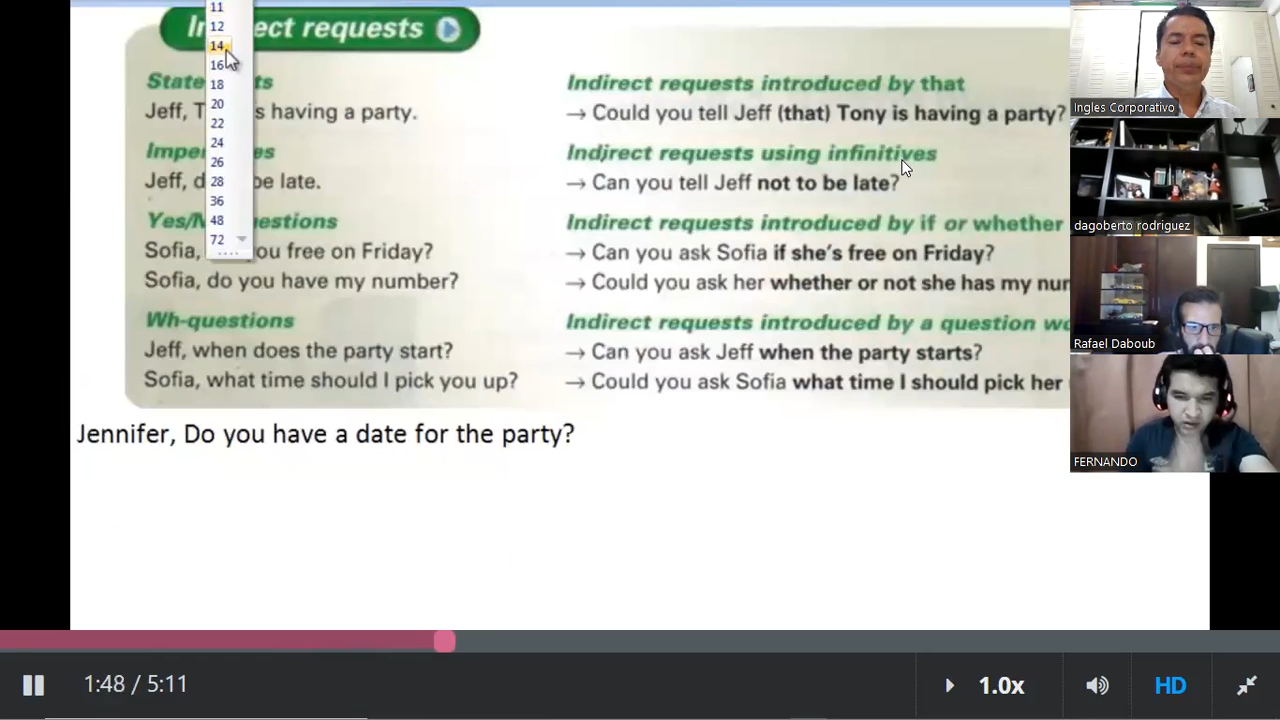 11
12
14
16
18
20
22
24
26
28
36
48
72
ect requests
State ts
Jeff, T s having a party.
Impe es
Jeff, d be late.
Yes/N estions
Sofia, ou free on Friday?
Sofia, do you have my number?
Wh-questions
Jeff, when does the party start?
Sofia, what time should I pick you up?
Indirect requests introduced by that
→ Could you tell Jeff (that) Tony is having a party?
Indirect requests using infinitives
→ Can you tell Jeff not to be late?
Indirect requests introduced by if or whether
→ Can you ask Sofia if she's free on Friday?
→ Could you ask her whether or not she has my nu
Indirect requests introduced by a question w
→ Can you ask Jeff when the party starts?
→ Could you ask Sofia what time I should pick her
Jennifer, Do you have a date for the party?
Ingles Corporativo
dagoberto rodriguez
Rafael Daboub
FERNANDO
1:48 / 5:11
1.0x
HD